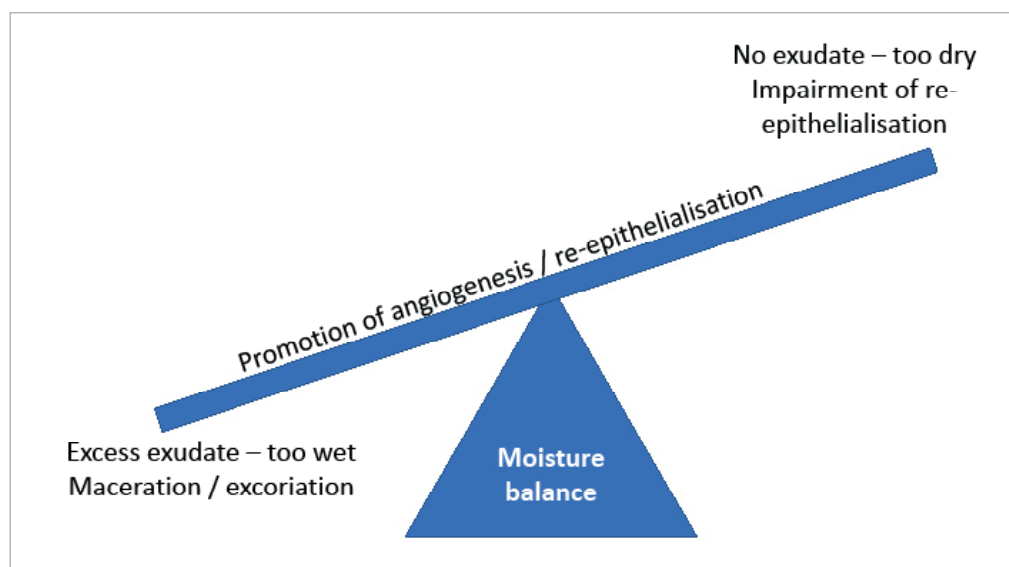 No exudate – too dry
Impairment of re-
epithelialisation
Promotion of angiogenesis / re-epithelialisation
Excess exudate – too wet
Maceration / excoriation
Moisture
balance